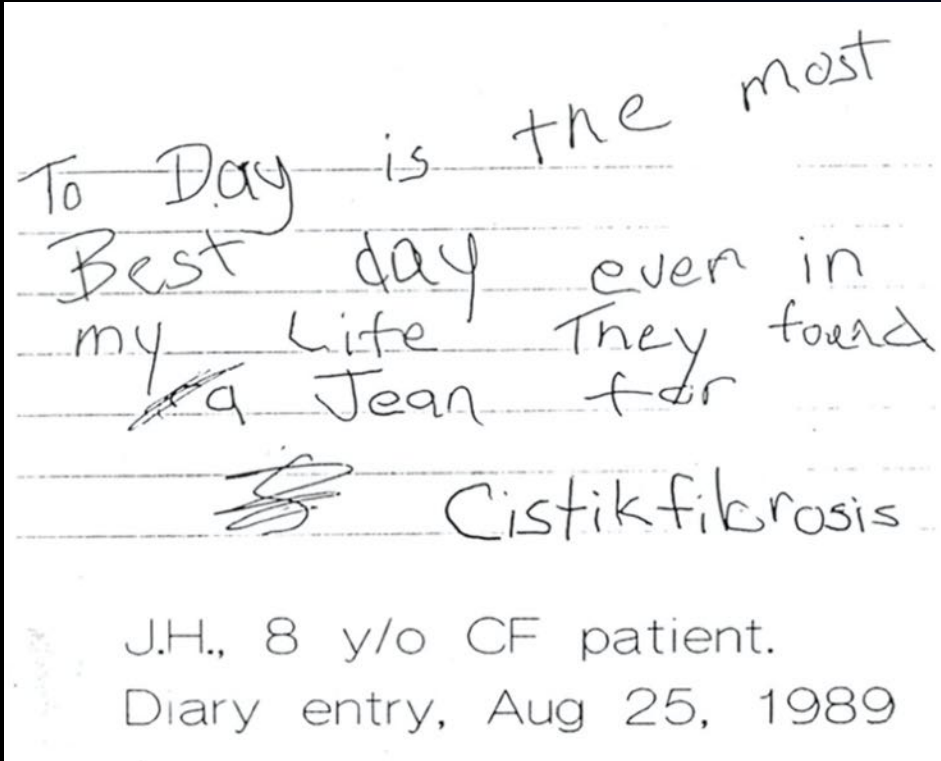 To Day is the most
Best day ever in
my Life They found
a Jean for
Cistikfibrosis
J.H., 8 y/o CF patient.
Diary entry, Aug 25, 1989